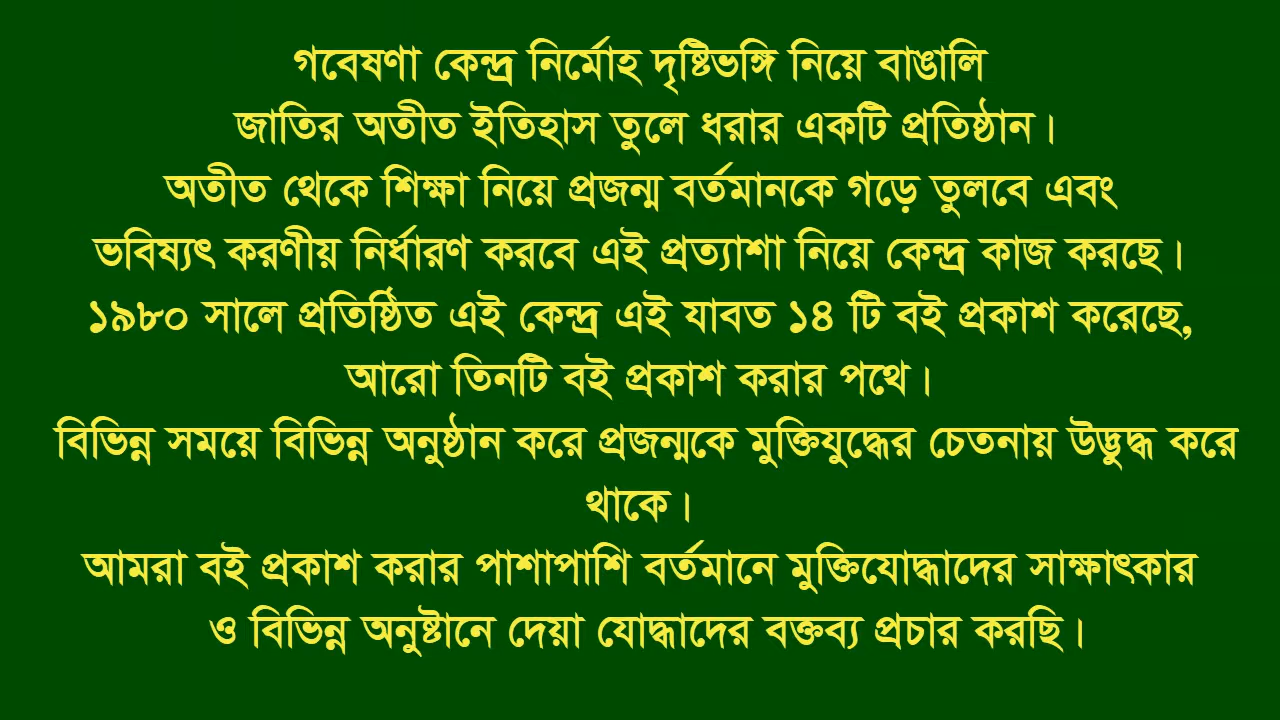 গবেষণা কেন্দ্র নির্মোহ দৃষ্টিভঙ্গি নিয়ে বাঙালি
জাতির অতীত ইতিহাস তুলে ধরার একটি প্রতিষ্ঠান।
অতীত থেকে শিক্ষা নিয়ে প্রজন্ম বর্তমানকে গড়ে তুলবে এবং
ভবিষ্যৎ করণীয় নির্ধারণ করবে এই প্রত্যাশা নিয়ে কেন্দ্র কাজ করছে।
১৯৮০ সালে প্রতিষ্ঠিত এই কেন্দ্র এই যাবত ১৪ টি বই প্রকাশ করেছে,
আরো তিনটি বই প্রকাশ করার পথে।
বিভিন্ন সময়ে বিভিন্ন অনুষ্ঠান করে প্রজন্মকে মুক্তিযুদ্ধের চেতনায় উদ্ভুদ্ধ করে
থাকে।
আমরা বই প্রকাশ করার পাশাপাশি বর্তমানে মুক্তিযোদ্ধাদের সাক্ষাৎকার
ও বিভিন্ন অনুষ্টানে দেয়া যোদ্ধাদের বক্তব্য প্রচার করছি।